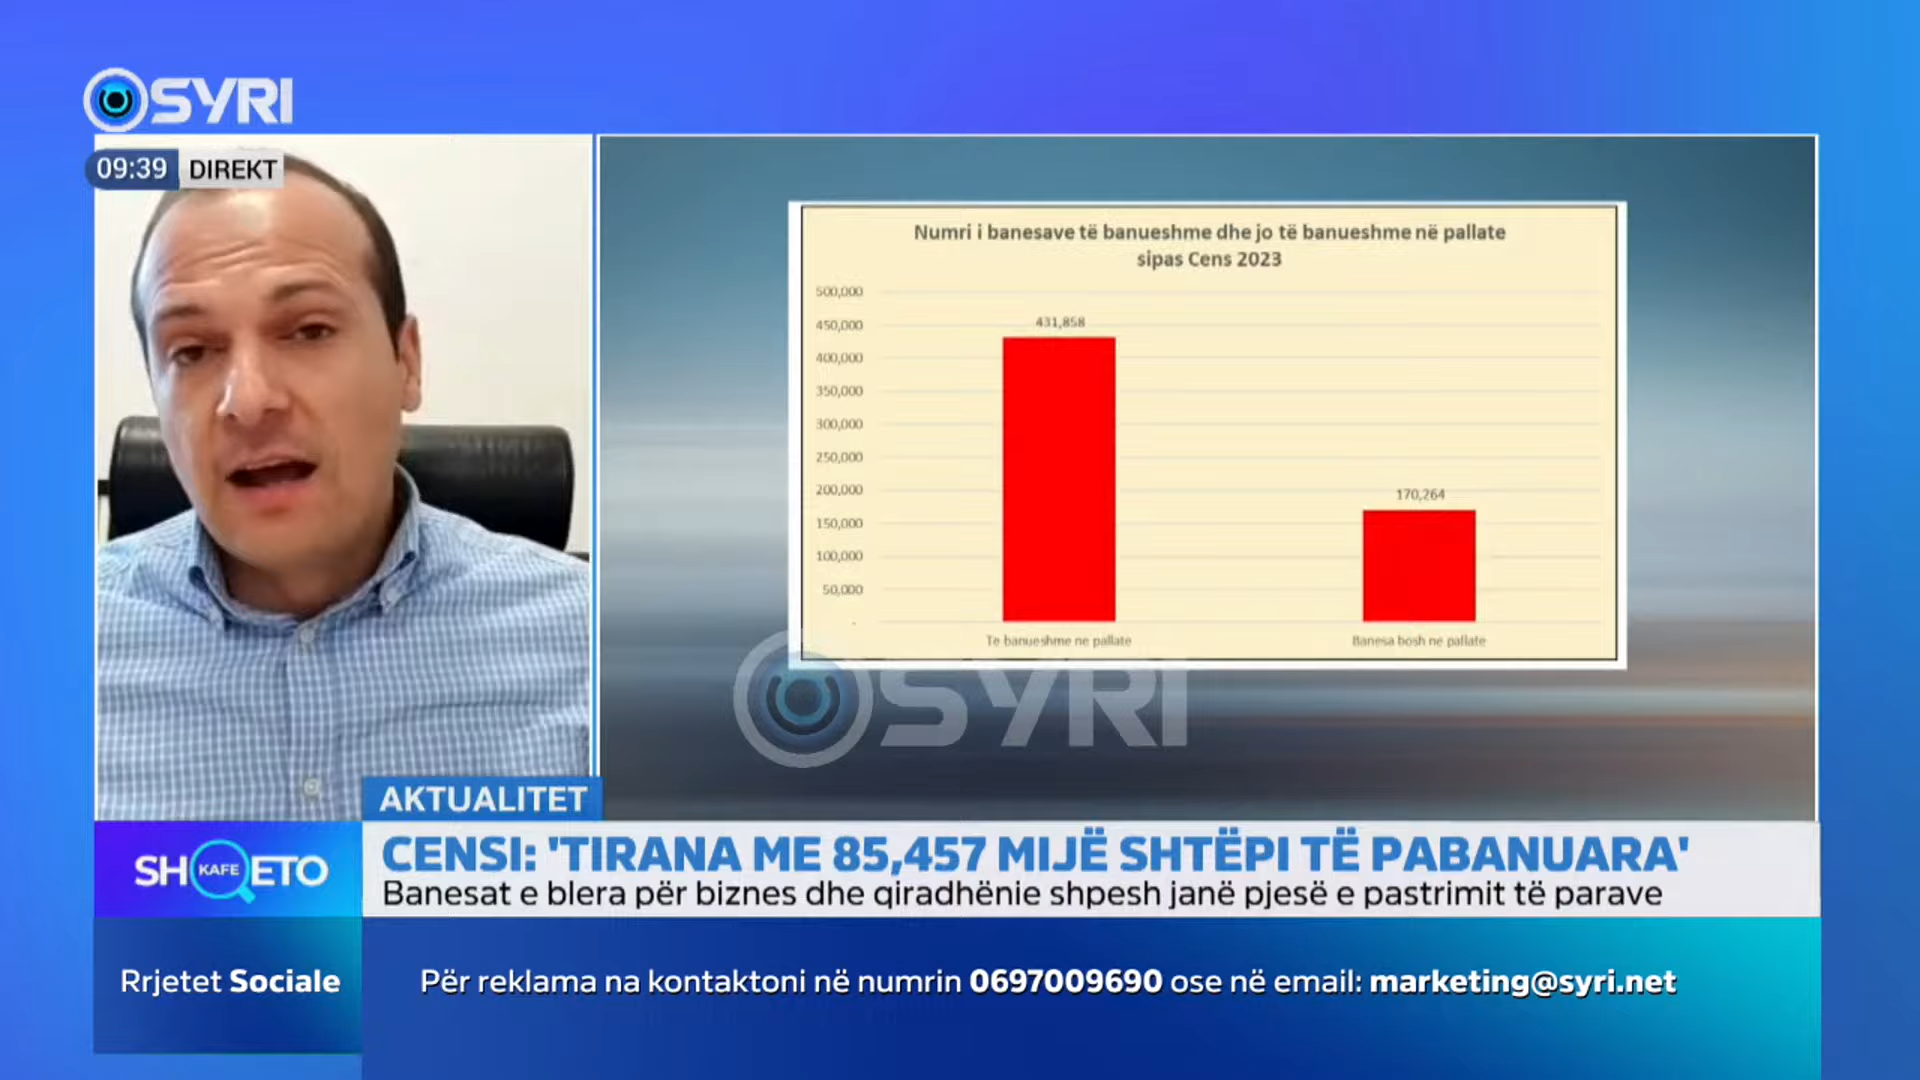 SYRI
09:39 DIREKT
Numri i banesave të banueshme dhe jo të banueshme në pallate
sipas Cens 2023
500,000
450,000
400,000
350,000
300,000
250,000
200,000
150,000
100,000
50,000
-
431,858
170,264
Te banueshme ne pallate
Banesa bosh ne pallate
SYRI
AKTUALITET
SHQETO
KAFE
CENSI: 'TIRANA ME 85,457 MIJË SHTËPI TË PABANUARA'
Banesat e blera për biznes dhe qiradhënie shpesh janë pjesë e pastrimit të parave
Rrjetet Sociale
Për reklama na kontaktoni në numrin 0697009690 ose në email: marketing@syri.net